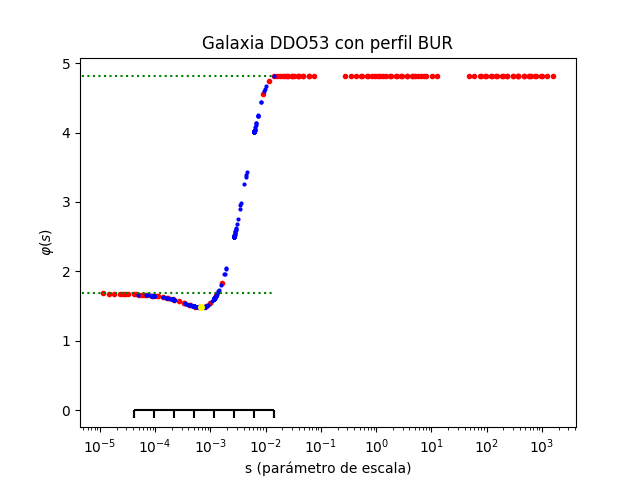 Galaxia DDO53 con perfil BUR
5
4
3
2
1
0
φ(s)
10⁻⁵ 10⁻⁴ 10⁻³ 10⁻² 10⁻¹ 10⁰ 10¹ 10² 10³
s (parámetro de escala)